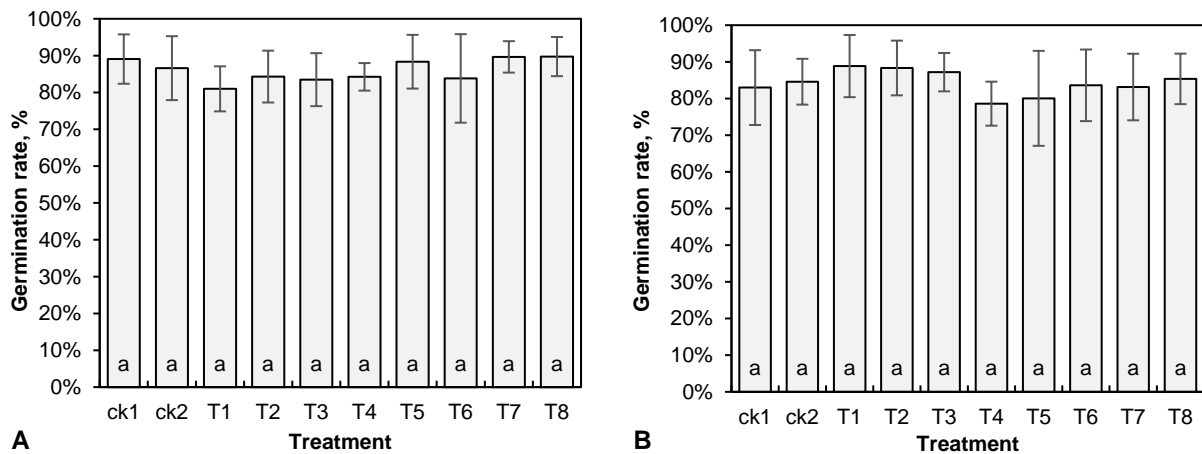 100%
90%
80%
70%
60%
50%
40%
30%
20%
10%
0%
Germination rate, %
a a a a a a a a a a
ck1 ck2 T1 T2 T3 T4 T5 T6 T7 T8
Treatment
A
100%
90%
80%
70%
60%
50%
40%
30%
20%
10%
0%
Germination rate, %
a a a a a a a a a a
ck1 ck2 T1 T2 T3 T4 T5 T6 T7 T8
Treatment
B